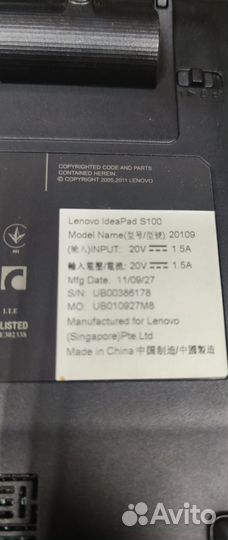 COPYRIGHTED CODE AND PARTS
CONTAINED HEREIN.
© COPYRIGHT 2005,2011 LENOVO
Lenovo IdeaPad S100
Model Name(型号/型號): 20109
(输入)INPUT: 20V ⎓ 1.5A
輸入電壓/電流: 20V ⎓ 1.5A
Mfg Date: 11/09/27
S/N: UB00386178
MO: UB010927M8
Manufactured for Lenovo
(Singapore)Pte Ltd
Made in China 中国制造/中國製造
I.T.E
LISTED
Avito